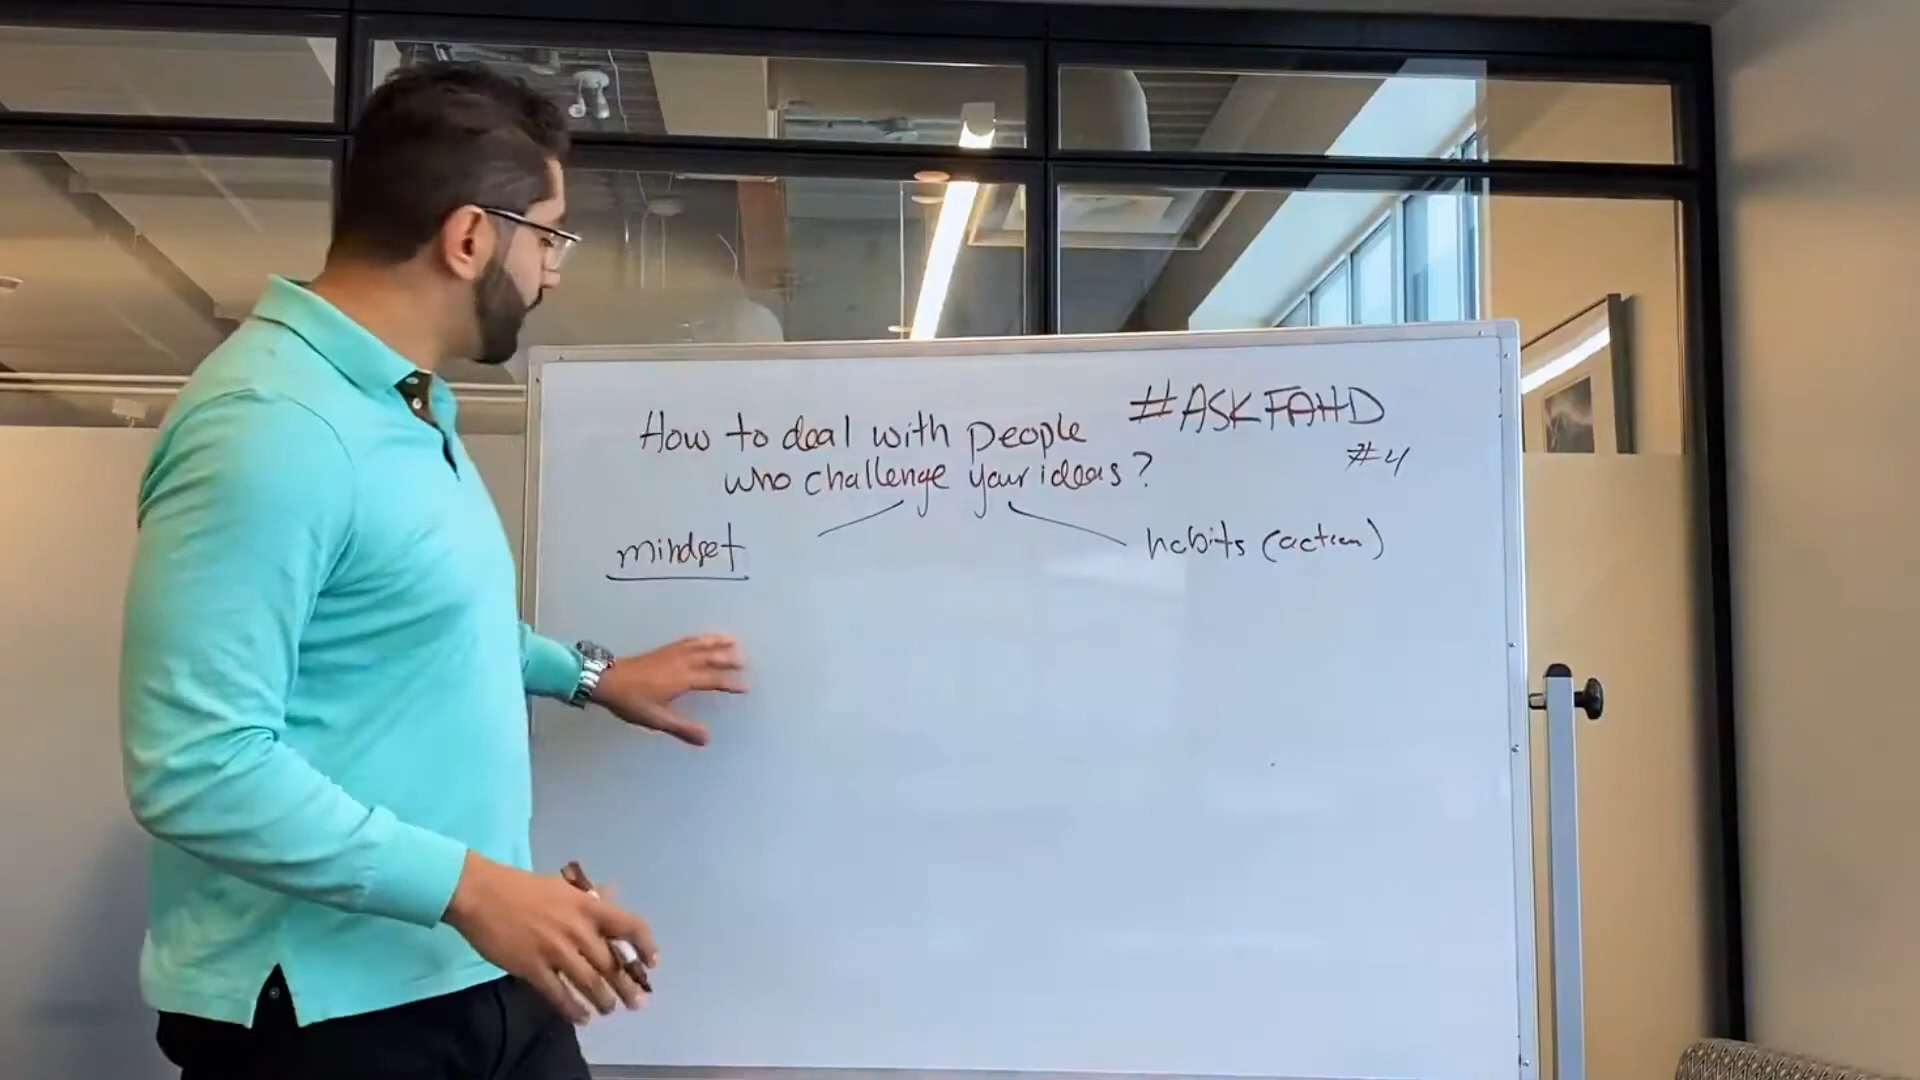 How to deal with people
who challenge your ideas?
#ASKFAHD
#4
mindset
habits (action)